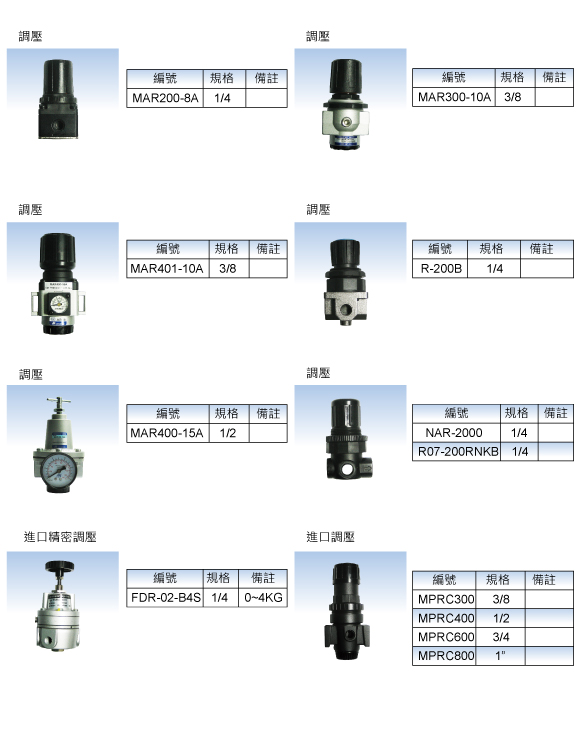 調壓
編號 規格 備註
MAR200-8A 1/4
調壓
編號 規格 備註
MAR300-10A 3/8
調壓
編號 規格 備註
MAR401-10A 3/8
調壓
編號 規格 備註
R-200B 1/4
調壓
編號 規格 備註
MAR400-15A 1/2
調壓
編號 規格 備註
NAR-2000 1/4
R07-200RNKB 1/4
進口精密調壓
編號 規格 備註
FDR-02-B4S 1/4 0~4KG
進口調壓
編號 規格 備註
MPRC300 3/8
MPRC400 1/2
MPRC600 3/4
MPRC800 1"